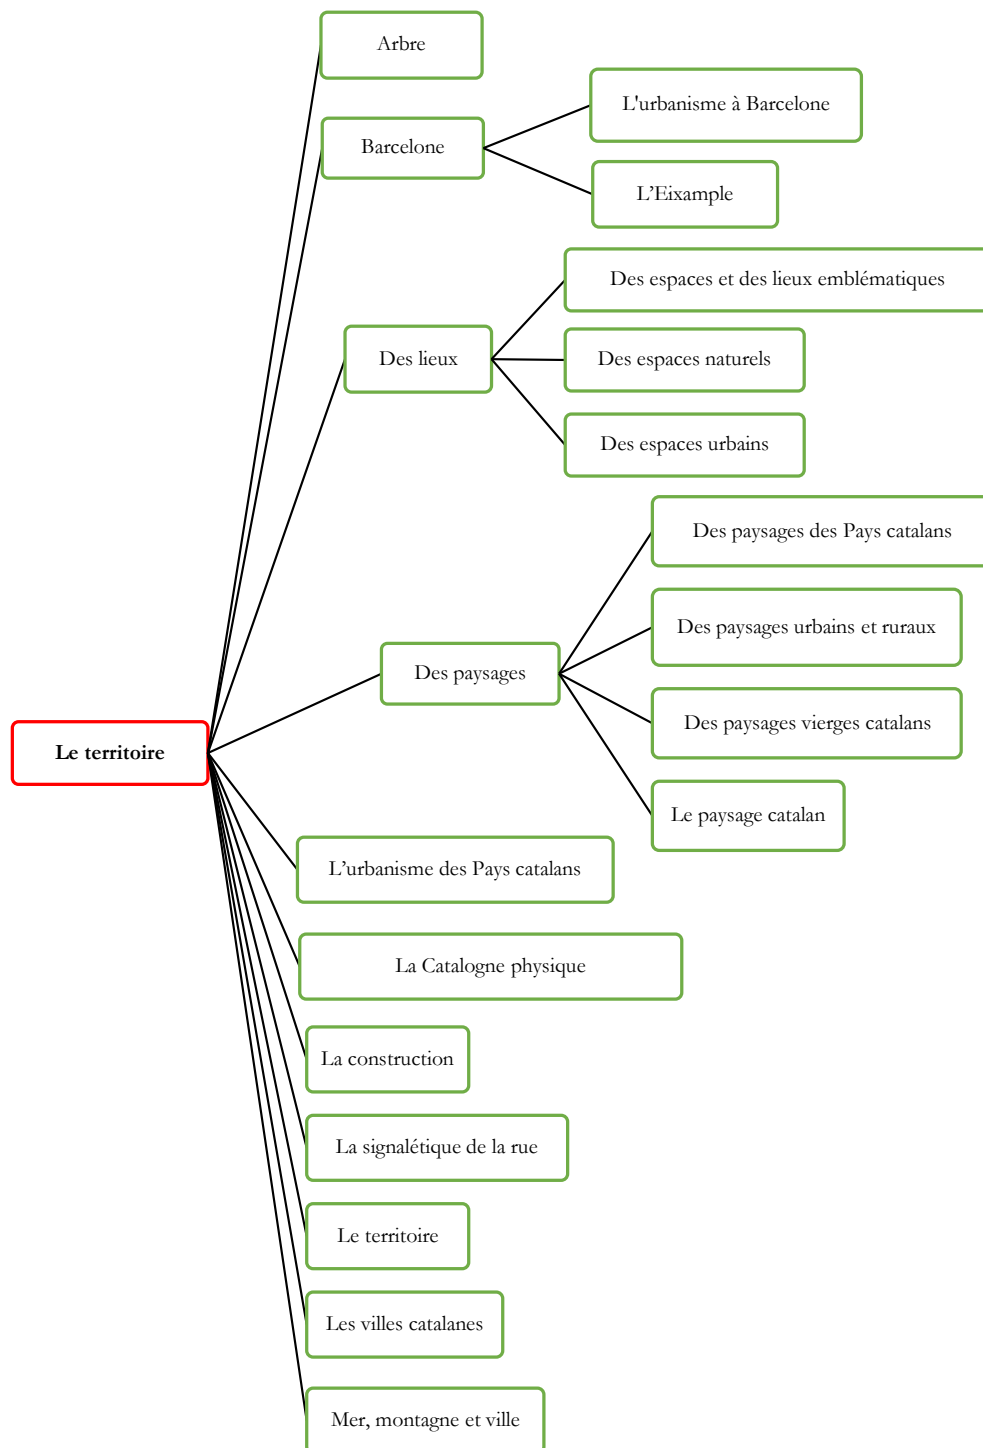 Arbre
L'urbanisme à Barcelone
Barcelone
L’Eixample
Des espaces et des lieux emblématiques
Des lieux
Des espaces naturels
Des espaces urbains
Des paysages des Pays catalans
Des paysages urbains et ruraux
Des paysages
Des paysages vierges catalans
Le territoire
Le paysage catalan
L’urbanisme des Pays catalans
La Catalogne physique
La construction
La signalétique de la rue
Le territoire
Les villes catalanes
Mer, montagne et ville